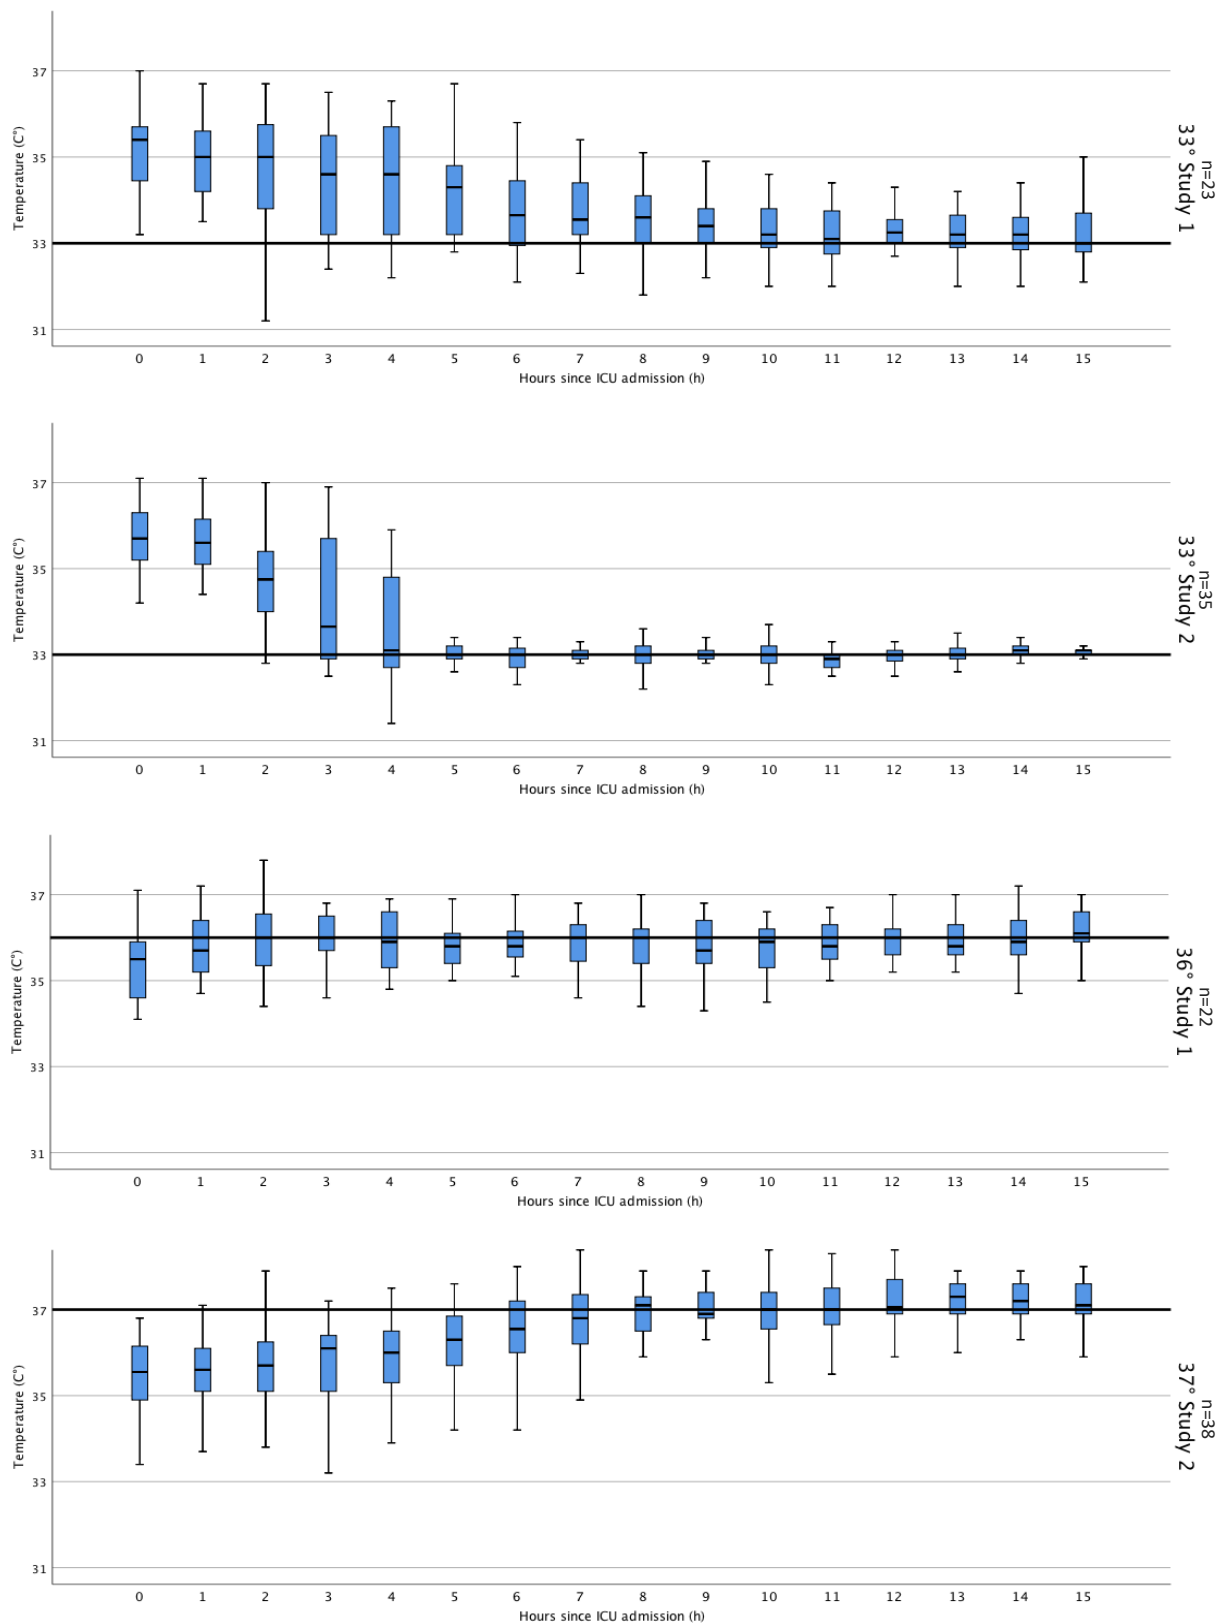 37
35
33
31
Temperature (C°)
0 1 2 3 4 5 6 7 8 9 10 11 12 13 14 15
Hours since ICU admission (h)
n=23
33° Study 1
37
35
33
31
Temperature (C°)
0 1 2 3 4 5 6 7 8 9 10 11 12 13 14 15
Hours since ICU admission (h)
n=35
33° Study 2
37
35
33
31
Temperature (C°)
0 1 2 3 4 5 6 7 8 9 10 11 12 13 14 15
Hours since ICU admission (h)
n=22
36° Study 1
37
35
33
31
Temperature (C°)
0 1 2 3 4 5 6 7 8 9 10 11 12 13 14 15
Hours since ICU admission (h)
n=38
37° Study 2